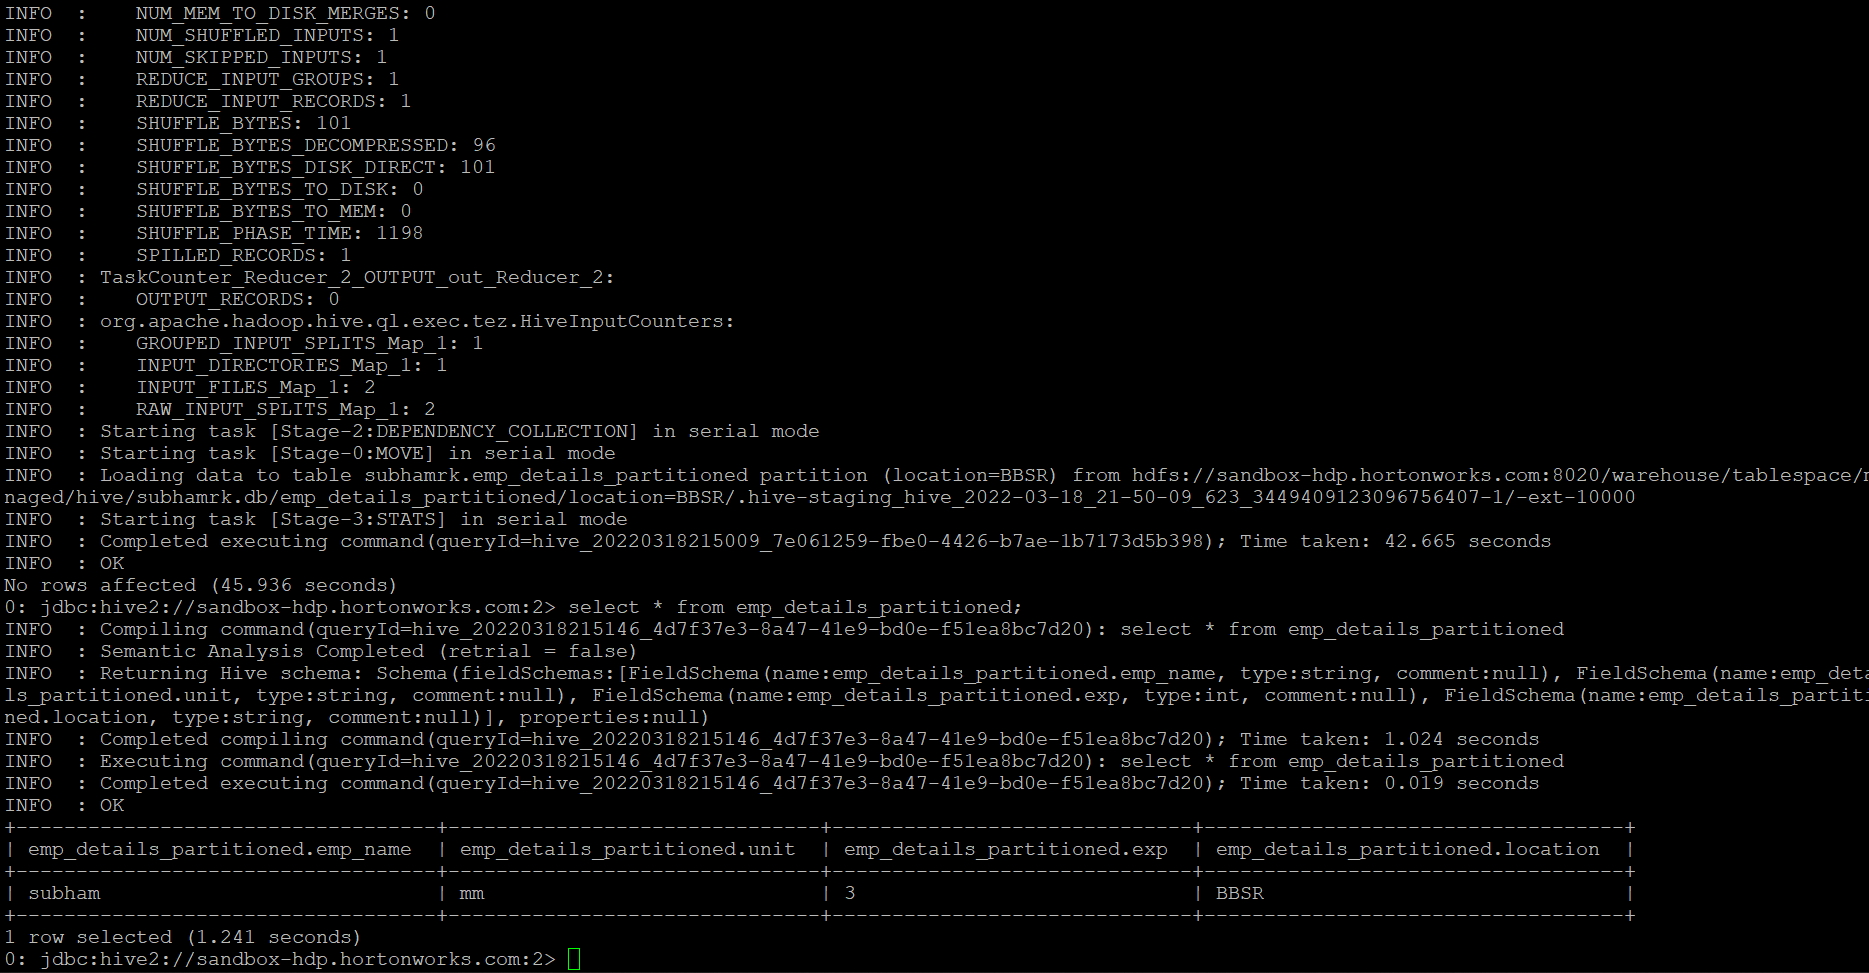 INFO  :     NUM_MEM_TO_DISK_MERGES: 0
INFO  :     NUM_SHUFFLED_INPUTS: 1
INFO  :     NUM_SKIPPED_INPUTS: 1
INFO  :     REDUCE_INPUT_GROUPS: 1
INFO  :     REDUCE_INPUT_RECORDS: 1
INFO  :     SHUFFLE_BYTES: 101
INFO  :     SHUFFLE_BYTES_DECOMPRESSED: 96
INFO  :     SHUFFLE_BYTES_DISK_DIRECT: 101
INFO  :     SHUFFLE_BYTES_TO_DISK: 0
INFO  :     SHUFFLE_BYTES_TO_MEM: 0
INFO  :     SHUFFLE_PHASE_TIME: 1198
INFO  :     SPILLED_RECORDS: 1
INFO  : TaskCounter_Reducer_2_OUTPUT_out_Reducer_2:
INFO  :     OUTPUT_RECORDS: 0
INFO  : org.apache.hadoop.hive.ql.exec.tez.HiveInputCounters:
INFO  :     GROUPED_INPUT_SPLITS_Map_1: 1
INFO  :     INPUT_DIRECTORIES_Map_1: 1
INFO  :     INPUT_FILES_Map_1: 2
INFO  :     RAW_INPUT_SPLITS_Map_1: 2
INFO  : Starting task [Stage-2:DEPENDENCY_COLLECTION] in serial mode
INFO  : Starting task [Stage-0:MOVE] in serial mode
INFO  : Loading data to table subhamrk.emp_details_partitioned partition (location=BBSR) from hdfs://sandbox-hdp.hortonworks.com:8020/warehouse/tablespace/m
naged/hive/subhamrk.db/emp_details_partitioned/location=BBSR/.hive-staging_hive_2022-03-18_21-50-09_623_3449409123096756407-1/-ext-10000
INFO  : Starting task [Stage-3:STATS] in serial mode
INFO  : Completed executing command(queryId=hive_20220318215009_7e061259-fbe0-4426-b7ae-1b7173d5b398); Time taken: 42.665 seconds
INFO  : OK
No rows affected (45.936 seconds)
0: jdbc:hive2://sandbox-hdp.hortonworks.com:2> select * from emp_details_partitioned;
INFO  : Compiling command(queryId=hive_20220318215146_4d7f37e3-8a47-41e9-bd0e-f51ea8bc7d20): select * from emp_details_partitioned
INFO  : Semantic Analysis Completed (retrial = false)
INFO  : Returning Hive schema: Schema(fieldSchemas:[FieldSchema(name:emp_details_partitioned.emp_name, type:string, comment:null), FieldSchema(name:emp_deta
ls_partitioned.unit, type:string, comment:null), FieldSchema(name:emp_details_partitioned.exp, type:int, comment:null), FieldSchema(name:emp_details_partiti
ned.location, type:string, comment:null)], properties:null)
INFO  : Completed compiling command(queryId=hive_20220318215146_4d7f37e3-8a47-41e9-bd0e-f51ea8bc7d20); Time taken: 1.024 seconds
INFO  : Executing command(queryId=hive_20220318215146_4d7f37e3-8a47-41e9-bd0e-f51ea8bc7d20): select * from emp_details_partitioned
INFO  : Completed executing command(queryId=hive_20220318215146_4d7f37e3-8a47-41e9-bd0e-f51ea8bc7d20); Time taken: 0.019 seconds
INFO  : OK
+-----------------------------------+-------------------------------+------------------------------+-----------------------------------+
| emp_details_partitioned.emp_name  | emp_details_partitioned.unit  | emp_details_partitioned.exp  | emp_details_partitioned.location  |
+-----------------------------------+-------------------------------+------------------------------+-----------------------------------+
| subham                            | mm                            | 3                            | BBSR                              |
+-----------------------------------+-------------------------------+------------------------------+-----------------------------------+
1 row selected (1.241 seconds)
0: jdbc:hive2://sandbox-hdp.hortonworks.com:2>